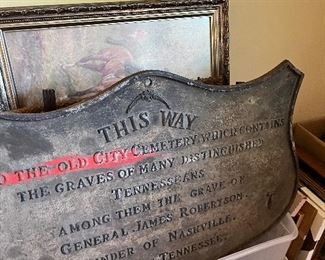 THIS WAY
TO THE OLD CITY CEMETERY WHICH CONTAINS
THE GRAVES OF MANY DISTINGUISHED
TENNESSEANS
AMONG THEM THE GRAVE OF
GENERAL JAMES ROBERTSON
UNDER OF NASHVILLE.
TENNESSEE.